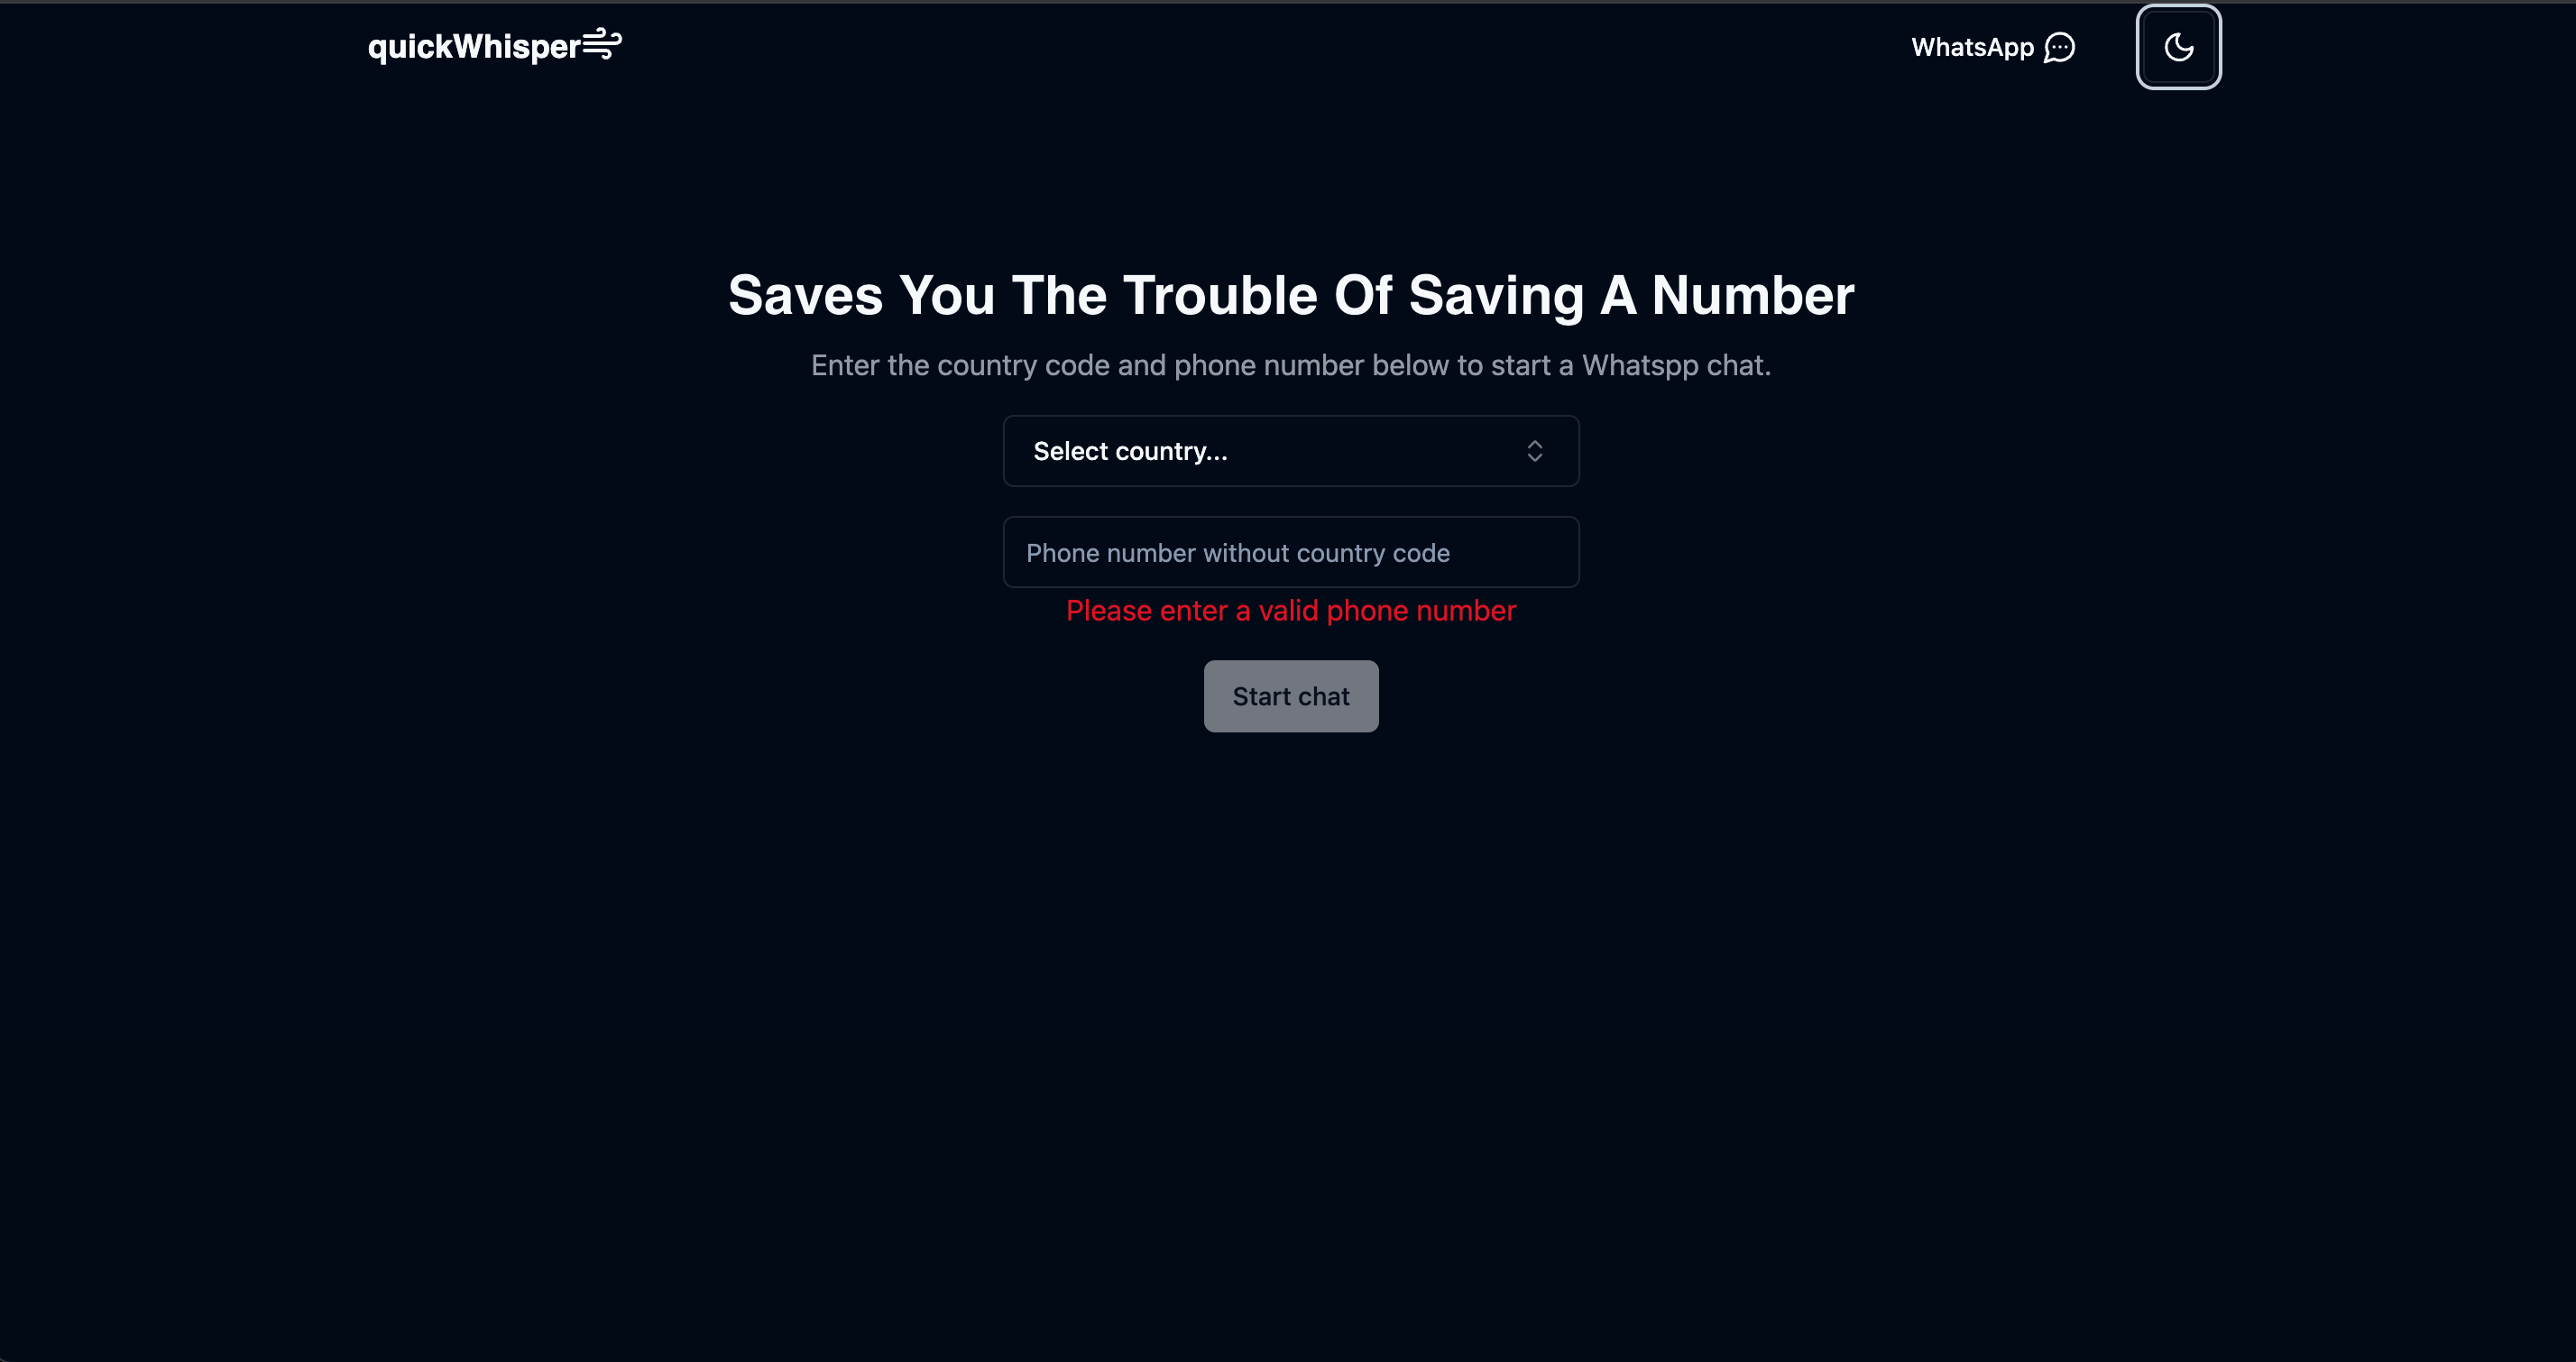 quickWhisper
WhatsApp
Saves You The Trouble Of Saving A Number
Enter the country code and phone number below to start a Whatspp chat.
Select country...
Phone number without country code
Please enter a valid phone number
Start chat